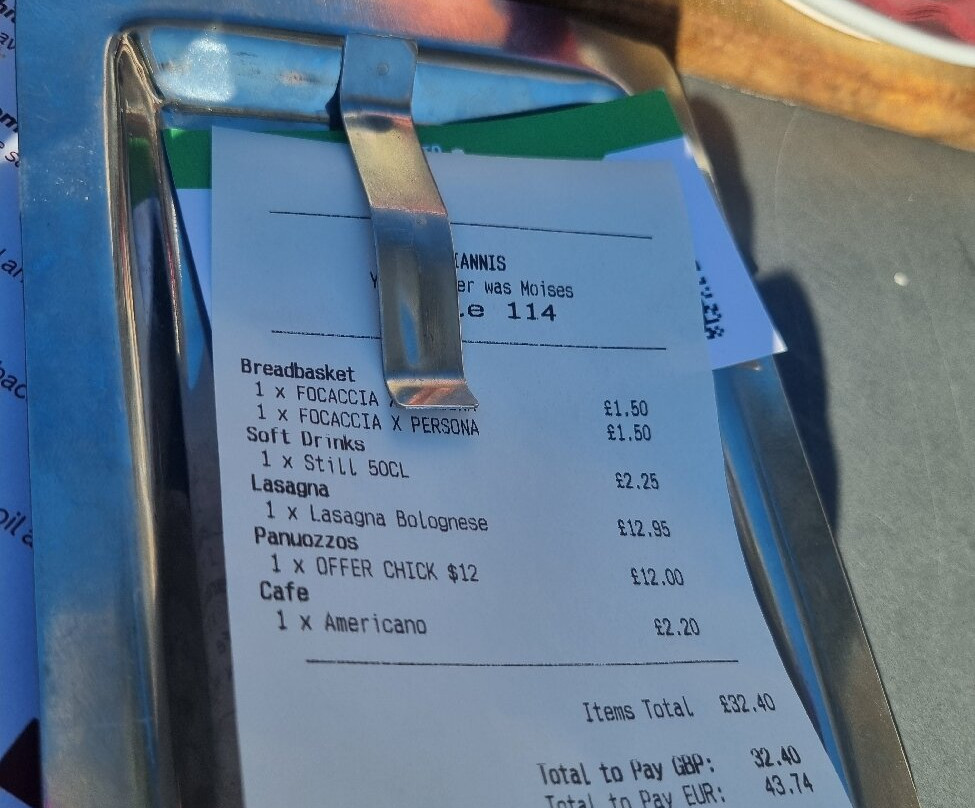 IANNIS
er was Moises
e 114
Breadbasket
1 x FOCACCIA
£1.50
1 x FOCACCIA X PERSONA
£1.50
Soft Drinks
1 x Still 50CL
£2.25
Lasagna
1 x Lasagna Bolognese
£12.95
Panuozzos
1 x OFFER CHICK $12
£12.00
Cafe
1 x Americano
£2.20
Items Total £32.40
Total to Pay GBP: 32.40
Total to Pay EUR: 43.74